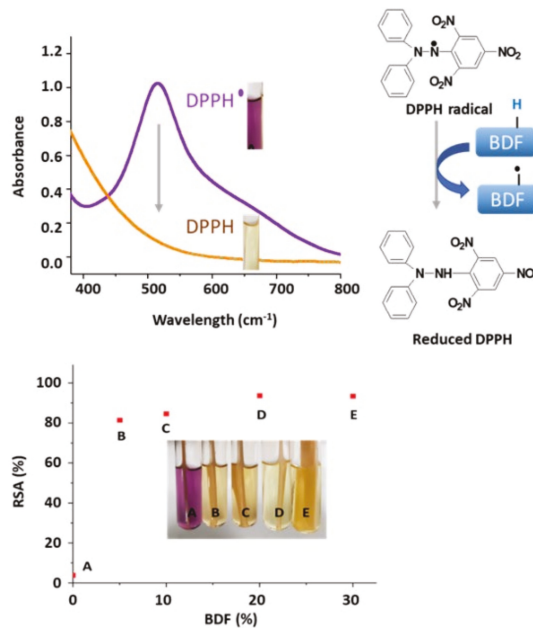 1.2
1.0
0.8
0.6
0.4
0.2
0.0
Absorbance
DPPH•
DPPH
400
500
600
700
800
Wavelength (cm-1)
O2N
N-N
NO2
O2N
DPPH radical
H
BDF
BDF
O2N
N-NH
NO
O2N
Reduced DPPH
100
80
60
40
20
0
RSA (%)
A
B
C
D
E
A
B
C
D
E
0
10
20
30
BDF (%)